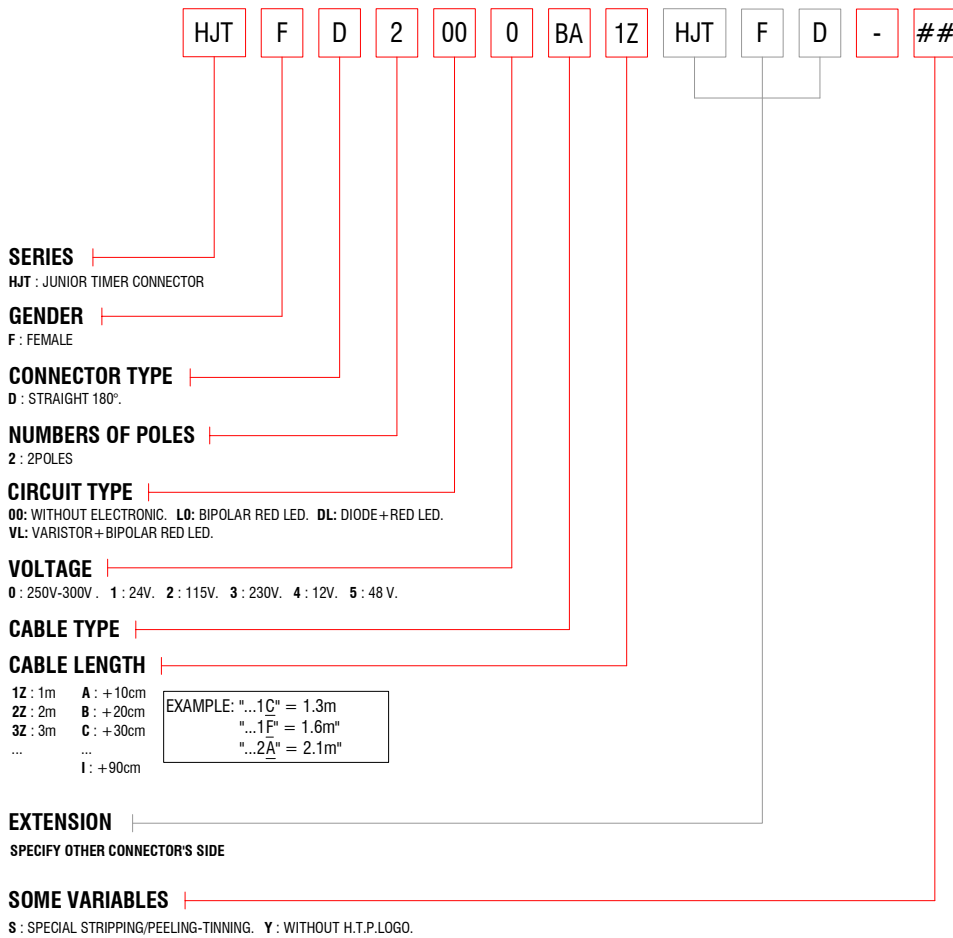 HJT F D 2 00 0 BA 1Z HJT F D - ##
SERIES
HJT : JUNIOR TIMER CONNECTOR
GENDER
F : FEMALE
CONNECTOR TYPE
D : STRAIGHT 180°.
NUMBERS OF POLES
2 : 2POLES
CIRCUIT TYPE
00: WITHOUT ELECTRONIC. L0: BIPOLAR RED LED. DL: DIODE+RED LED.
VL: VARISTOR+BIPOLAR RED LED.
VOLTAGE
0 : 250V-300V . 1 : 24V. 2 : 115V. 3 : 230V. 4 : 12V. 5 : 48 V.
CABLE TYPE
CABLE LENGTH
1Z : 1m A : +10cm
2Z : 2m B : +20cm
3Z : 3m C : +30cm
... ...
I : +90cm
EXAMPLE: "...1C" = 1.3m
"...1F" = 1.6m"
"...2A" = 2.1m"
EXTENSION
SPECIFY OTHER CONNECTOR'S SIDE
SOME VARIABLES
S : SPECIAL STRIPPING/PEELING-TINNING. Y : WITHOUT H.T.P.LOGO.